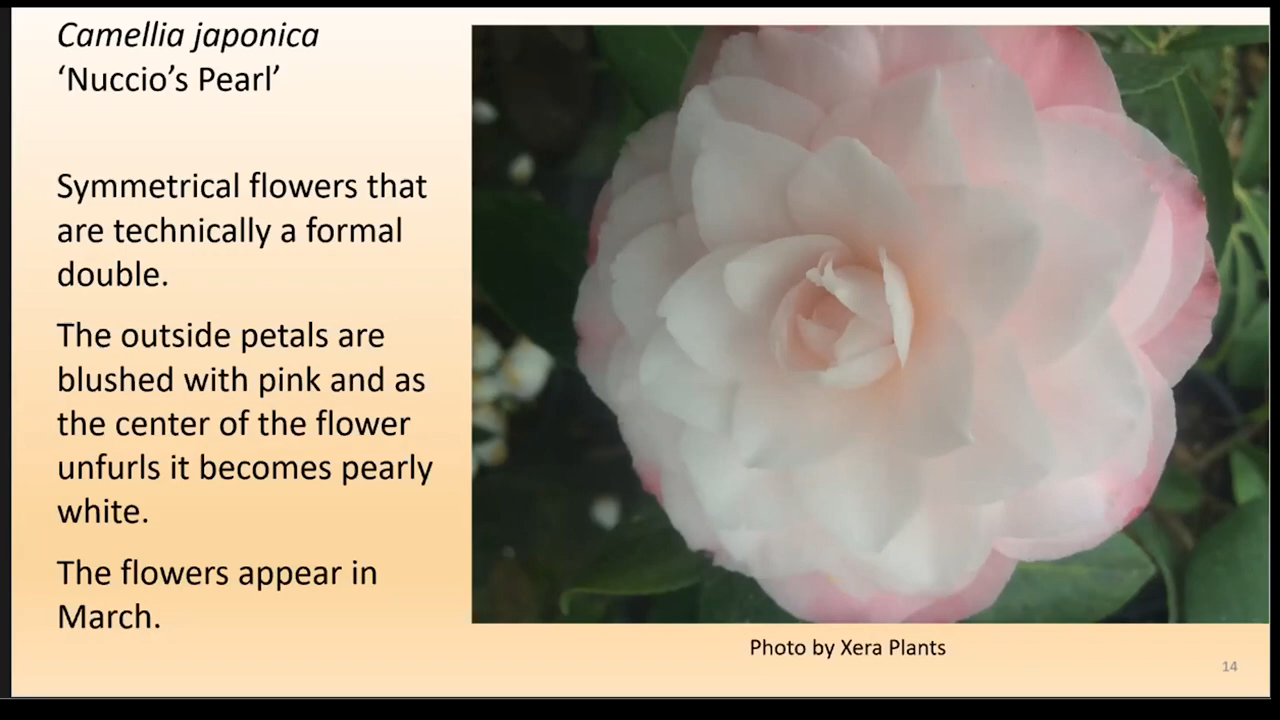 Camellia japonica
‘Nuccio’s Pearl’
Symmetrical flowers that
are technically a formal
double.
The outside petals are
blushed with pink and as
the center of the flower
unfurls it becomes pearly
white.
The flowers appear in
March.
Photo by Xera Plants
14